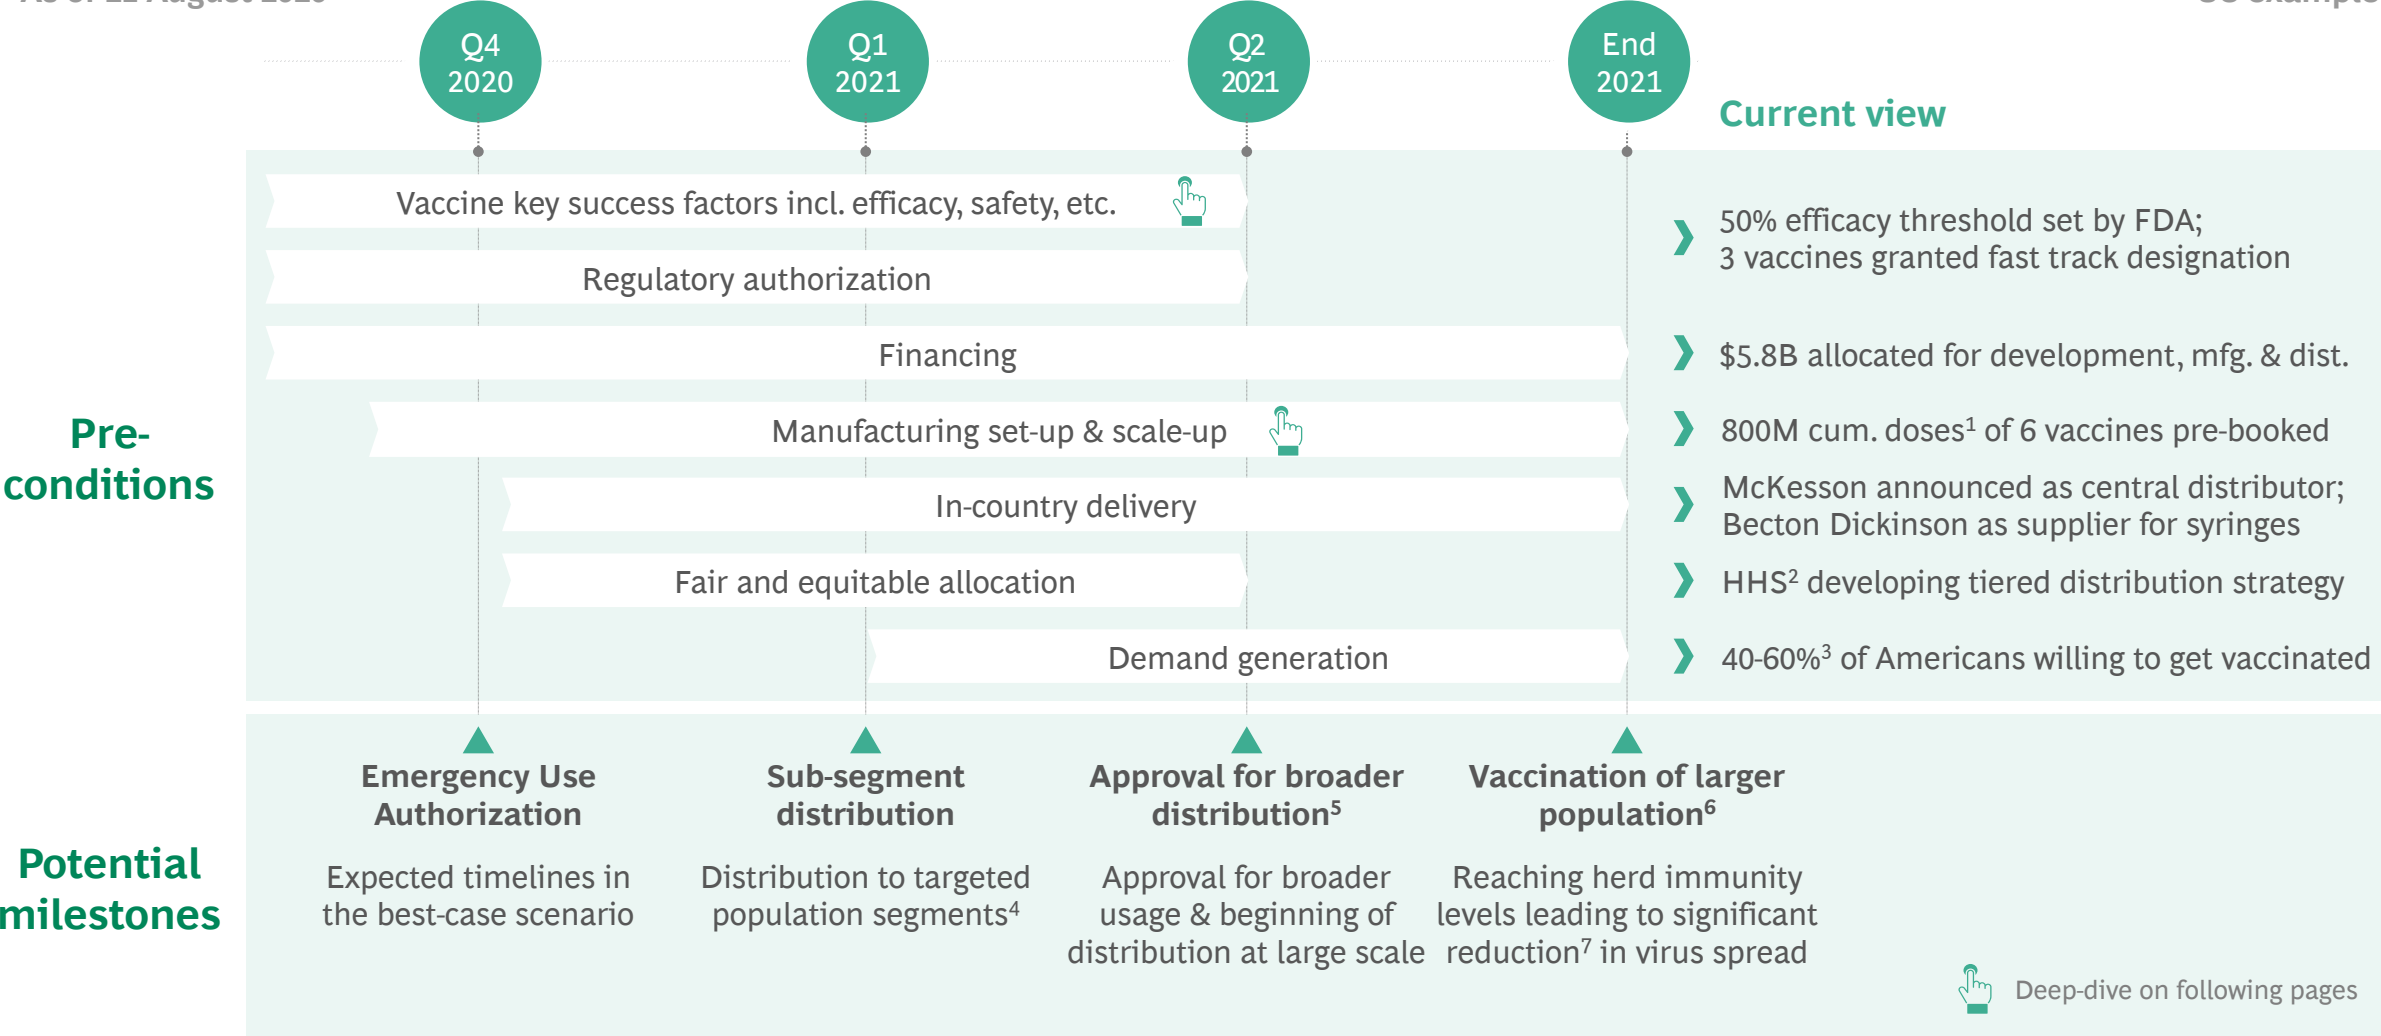 Q4
2020
Q1
2021
Q2
2021
End
2021
Current view
Pre-
conditions
Vaccine key success factors incl. efficacy, safety, etc.
Regulatory authorization
50% efficacy threshold set by FDA;
3 vaccines granted fast track designation
Financing
$5.8B allocated for development, mfg. & dist.
Manufacturing set-up & scale-up
800M cum. doses¹ of 6 vaccines pre-booked
In-country delivery
McKesson announced as central distributor;
Becton Dickinson as supplier for syringes
Fair and equitable allocation
HHS² developing tiered distribution strategy
Demand generation
40-60%³ of Americans willing to get vaccinated
Potential
milestones
Emergency Use
Authorization
Expected timelines in
the best-case scenario
Sub-segment
distribution
Distribution to targeted
population segments⁴
Approval for broader
distribution⁵
Approval for broader
usage & beginning of
distribution at large scale
Vaccination of larger
population⁶
Reaching herd immunity
levels leading to significant
reduction⁷ in virus spread
Deep-dive on following pages